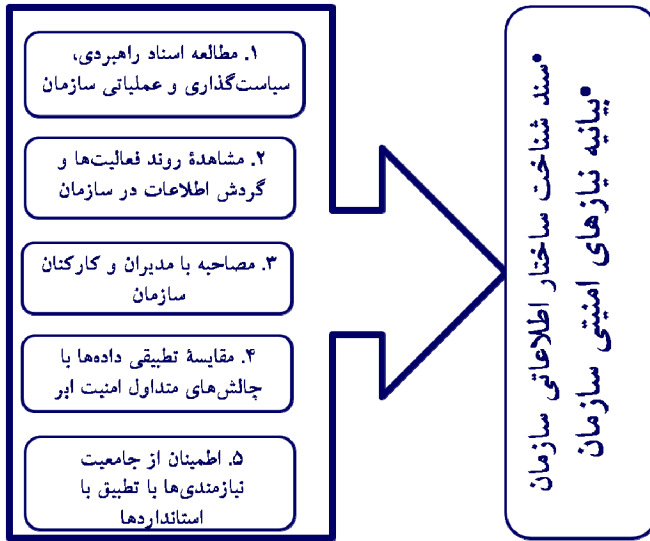 ۱. مطالعه اسناد راهبردی،
سیاست‌گذاری و عملیاتی سازمان
۲. مشاهدهٔ روند فعالیت‌ها و
گردش اطلاعات در سازمان
۳. مصاحبه با مدیران و کارکنان
سازمان
۴. مقایسهٔ تطبیقی داده‌ها با
چالش‌های متداول امنیت ابر
۵. اطمینان از جامعیت
نیازمندی‌ها با تطبیق با
استانداردها
•سند شناخت ساختار اطلاعاتی سازمان
•بیانیه نیازهای امنیتی سازمان